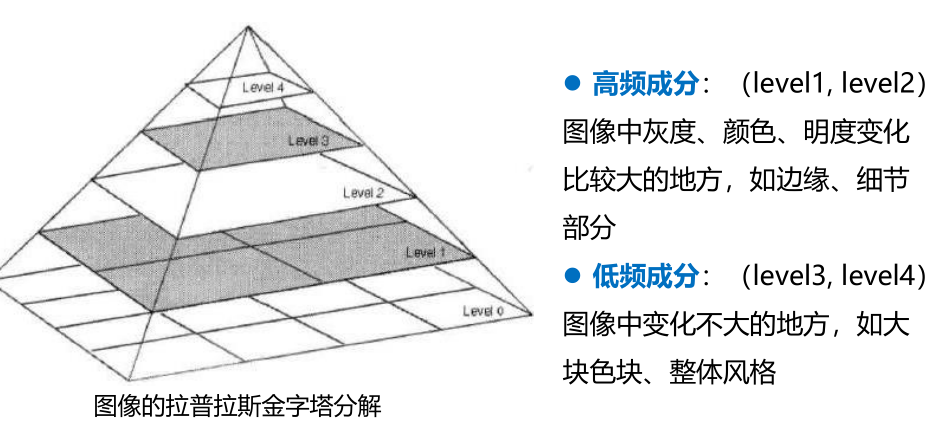 Level 4
Level 3
Level 2
Level 1
Level 0
图像的拉普拉斯金字塔分解
● 高频成分：（level1, level2）
图像中灰度、颜色、明度变化
比较大的地方，如边缘、细节
部分
● 低频成分：（level3, level4）
图像中变化不大的地方，如大
块色块、整体风格